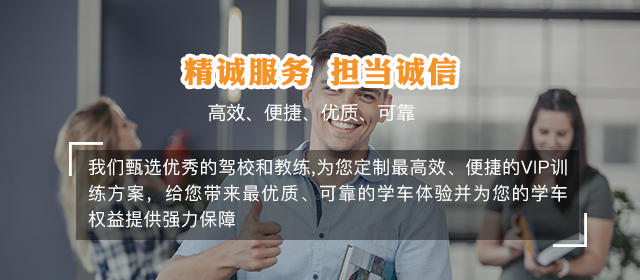 精诚服务 担当诚信
高效、便捷、优质、可靠
我们甄选优秀的驾校和教练,为您定制最高效、便捷的VIP训
练方案，给您带来最优质、可靠的学车体验并为您的学车
权益提供强力保障